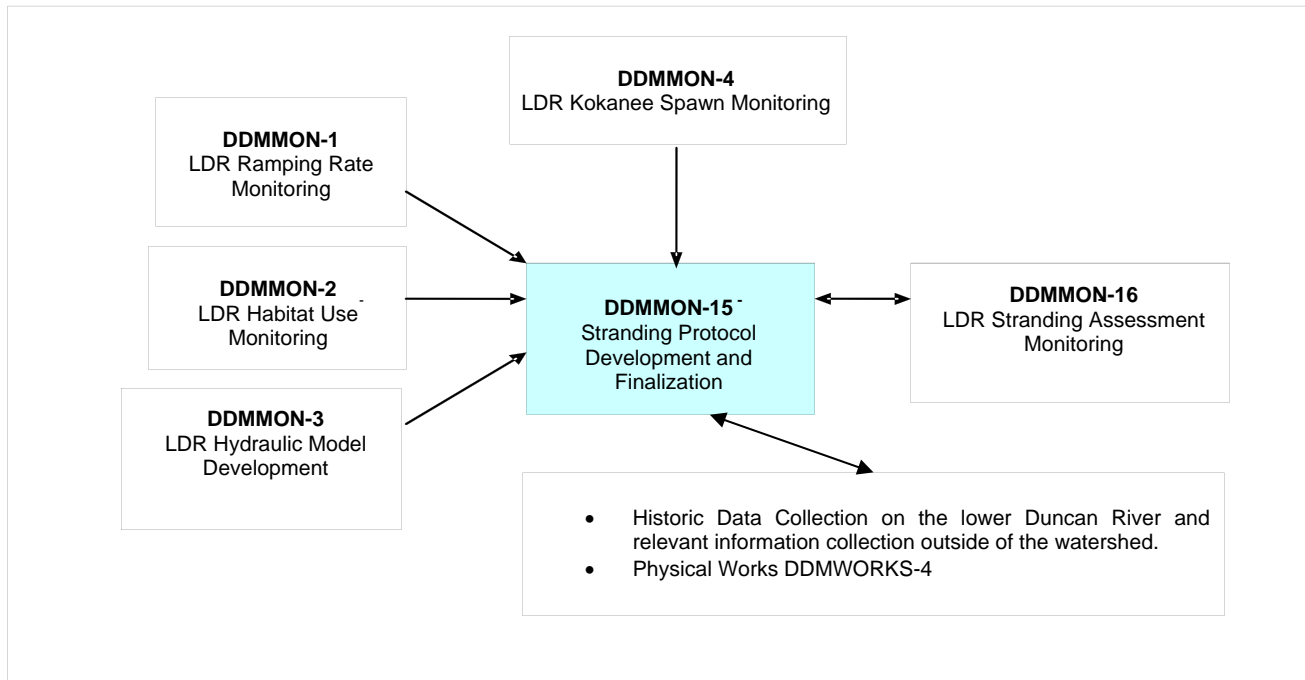 DDMMON-4
LDR Kokanee Spawn Monitoring
DDMMON-1
LDR Ramping Rate
Monitoring
DDMMON-2
LDR Habitat Use
Monitoring
DDMMON-3
LDR Hydraulic Model
Development
DDMMON-15
Stranding Protocol
Development and
Finalization
DDMMON-16
LDR Stranding Assessment
Monitoring
• Historic Data Collection on the lower Duncan River and
relevant information collection outside of the watershed.
• Physical Works DDMWORKS-4